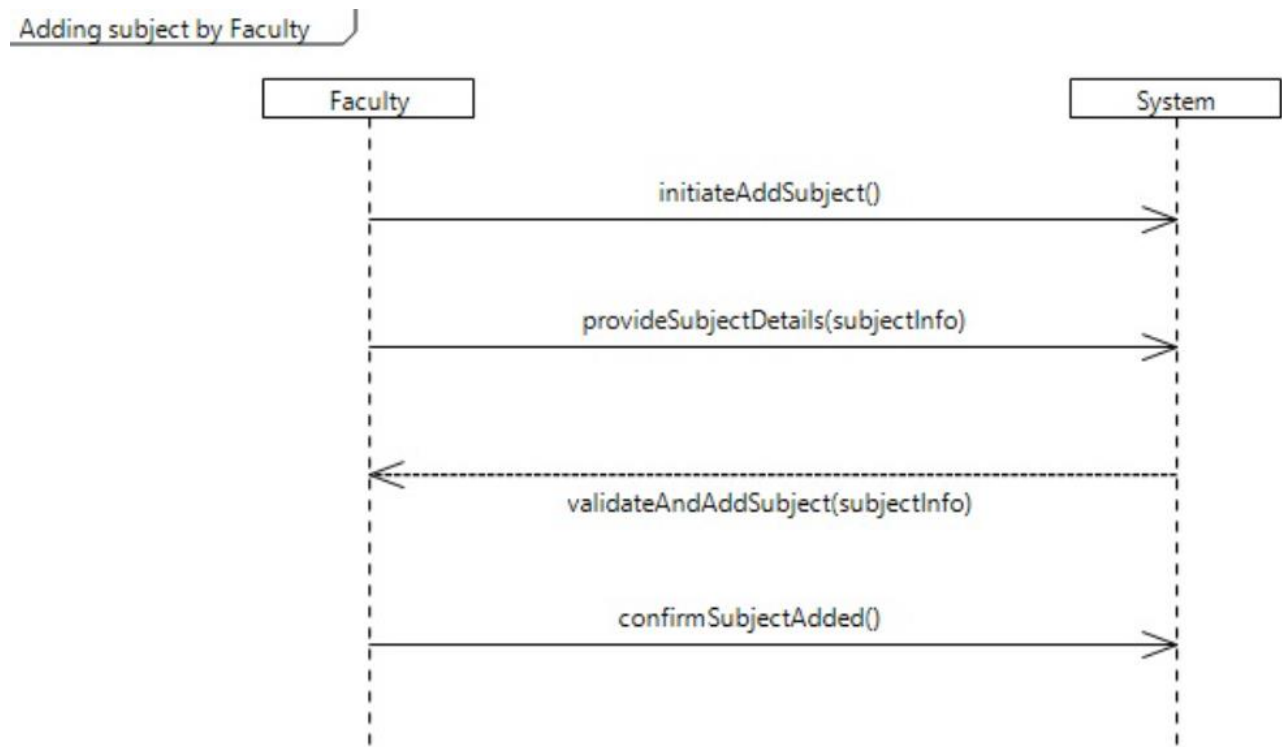 Adding subject by Faculty
Faculty
System
initiateAddSubject()
provideSubjectDetails(subjectInfo)
validateAndAddSubject(subjectInfo)
confirmSubjectAdded()